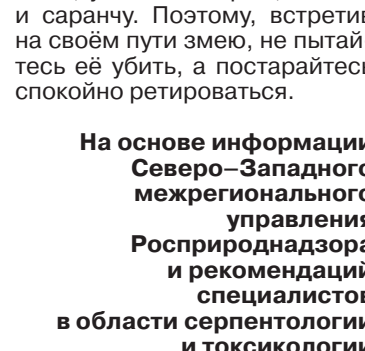 и саранчу. Поэтому, встретив
на своём пути змею, не пытай
тесь её убить, а постарайтесь
спокойно ретироваться.
На основе информации
Северо–Западного
межрегионального
управления
Росприроднадзора
и рекомендаций
специалистов
в области серпентологии
и токсикологии